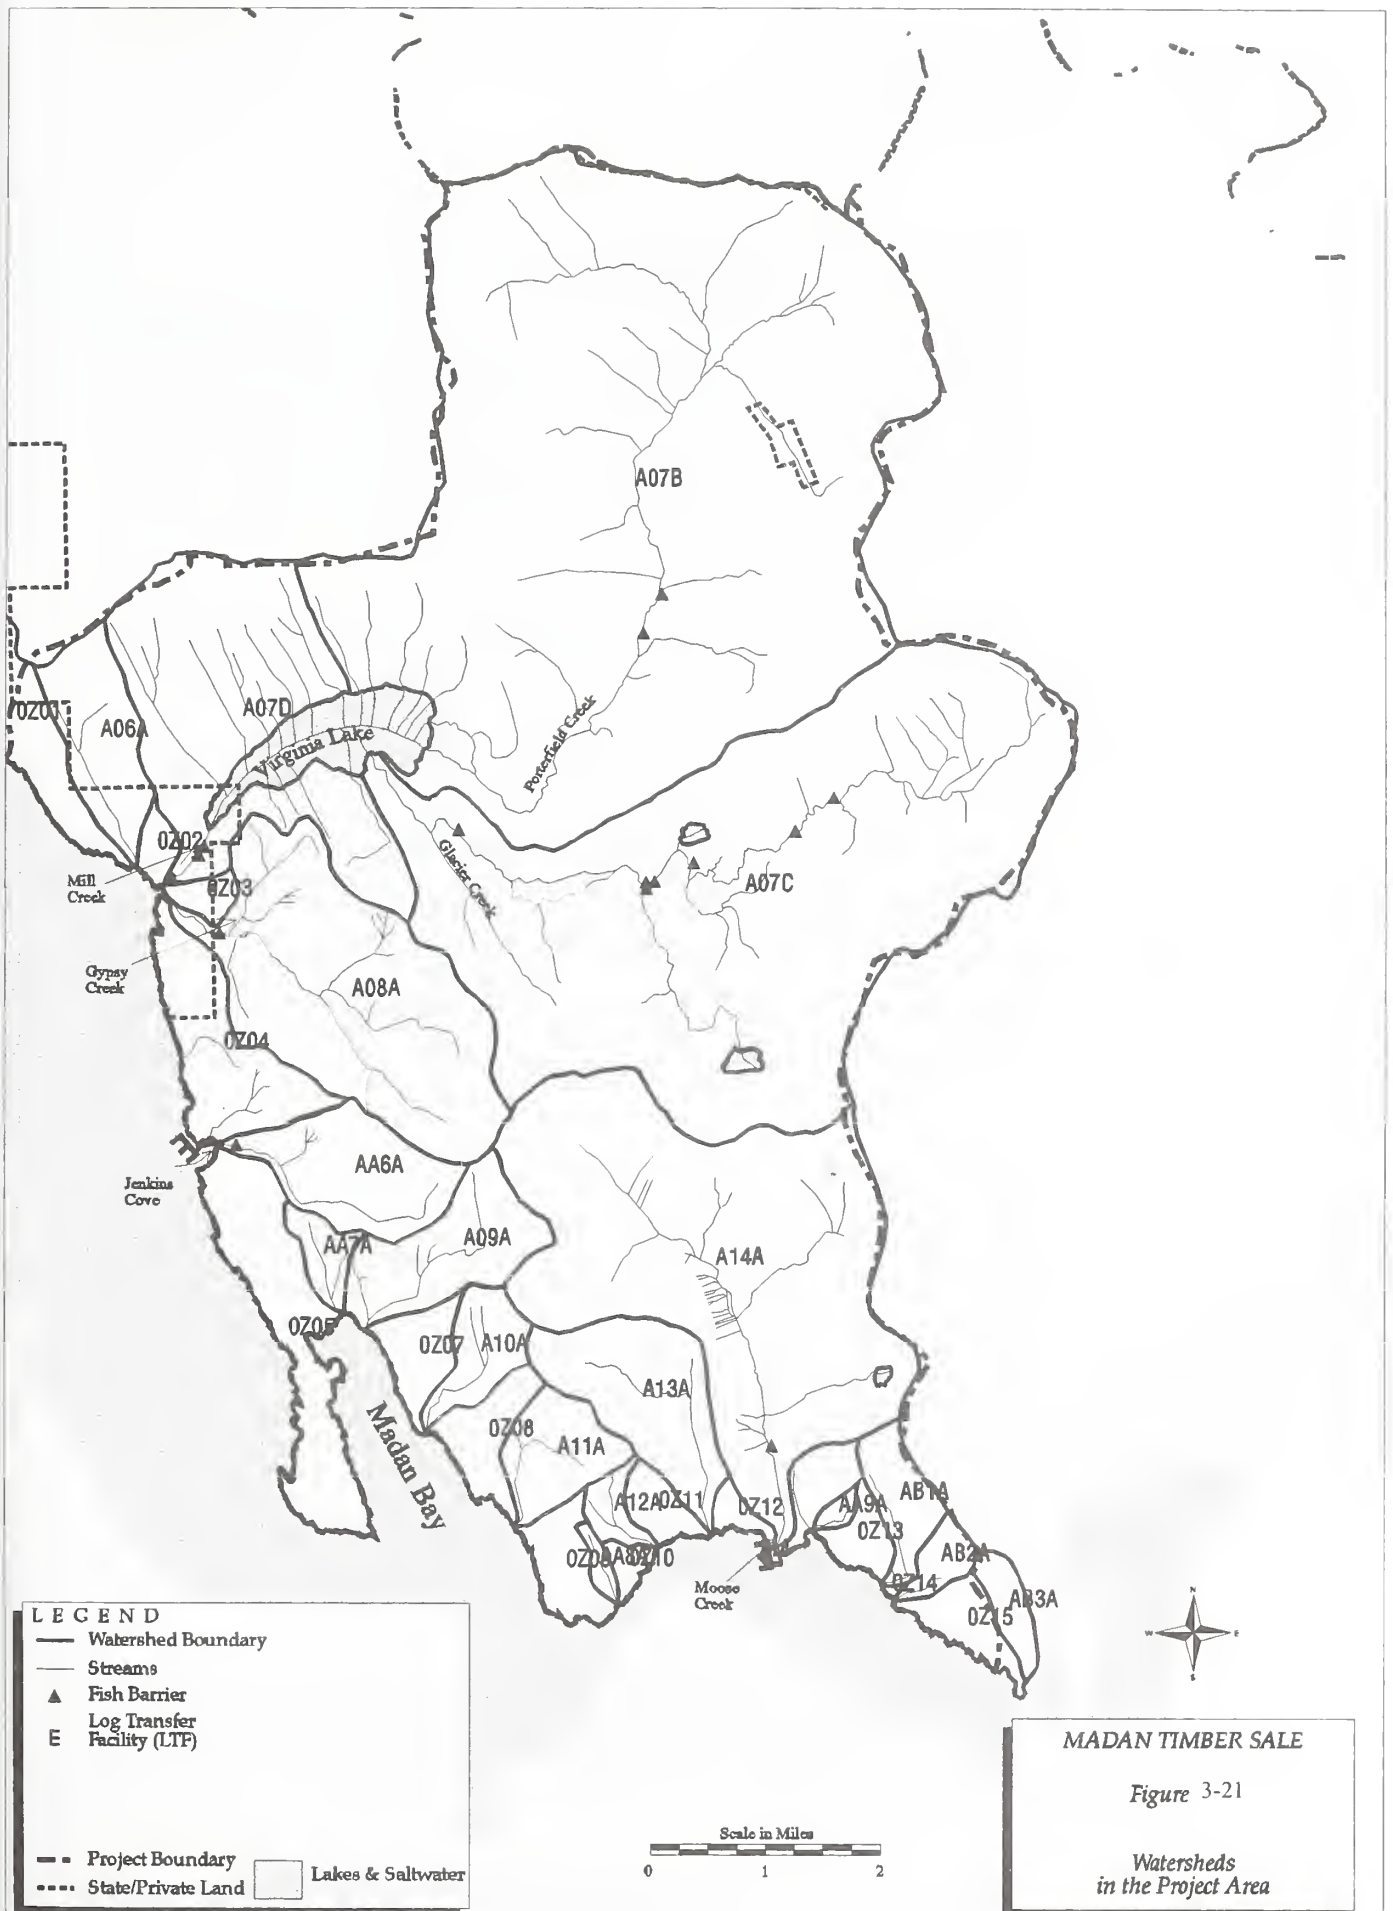 A07B
0Z01
A06A
A07D
Virginia Lake
Porterfield Creek
0Z02
Mill
Creek
0Z03
Glacier Creek
A07C
Gypsy
Creek
A08A
0Z04
AA6A
Jenkins
Cove
AA7A
A09A
A14A
0Z07
A10A
A13A
Madan Bay
0Z08
A11A
A12A
0Z11
0Z12
AA9A
AB1A
0Z13
AB2A
0Z14
AB3A
0Z15
Moose
Creek
N
W
E
S
LEGEND
Watershed Boundary
Streams
Fish Barrier
E Log Transfer
Facility (LTF)
Project Boundary
State/Private Land
Lakes & Saltwater
Scale in Miles
0 1 2
MADAN TIMBER SALE
Figure 3-21
Watersheds
in the Project Area